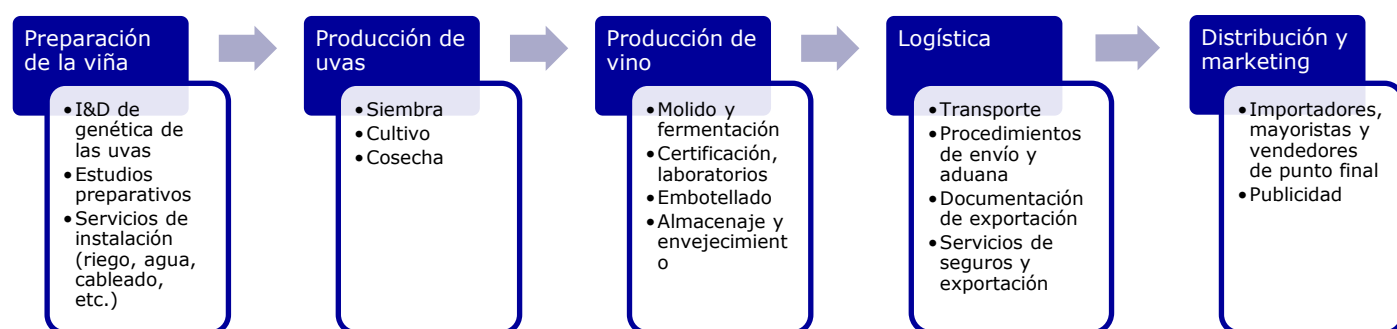 Preparación
de la viña
•I&D de
genética de
las uvas
•Estudios
preparativos
•Servicios de
instalación
(riego, agua,
cableado,
etc.)
Producción de
uvas
•Siembra
•Cultivo
•Cosecha
Producción de
vino
•Molido y
fermentación
•Certificación,
laboratorios
•Embotellado
•Almacenaje y
envejecimient
o
Logística
•Transporte
•Procedimientos
de envío y
aduana
•Documentación
de exportación
•Servicios de
seguros y
exportación
Distribución y
marketing
•Importadores,
mayoristas y
vendedores
de punto final
•Publicidad